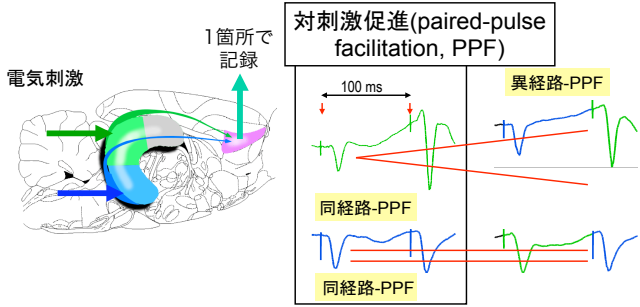 電気刺激
1箇所で
記録
対刺激促進(paired-pulse
facilitation, PPF)
100 ms
異経路-PPF
同経路-PPF
同経路-PPF